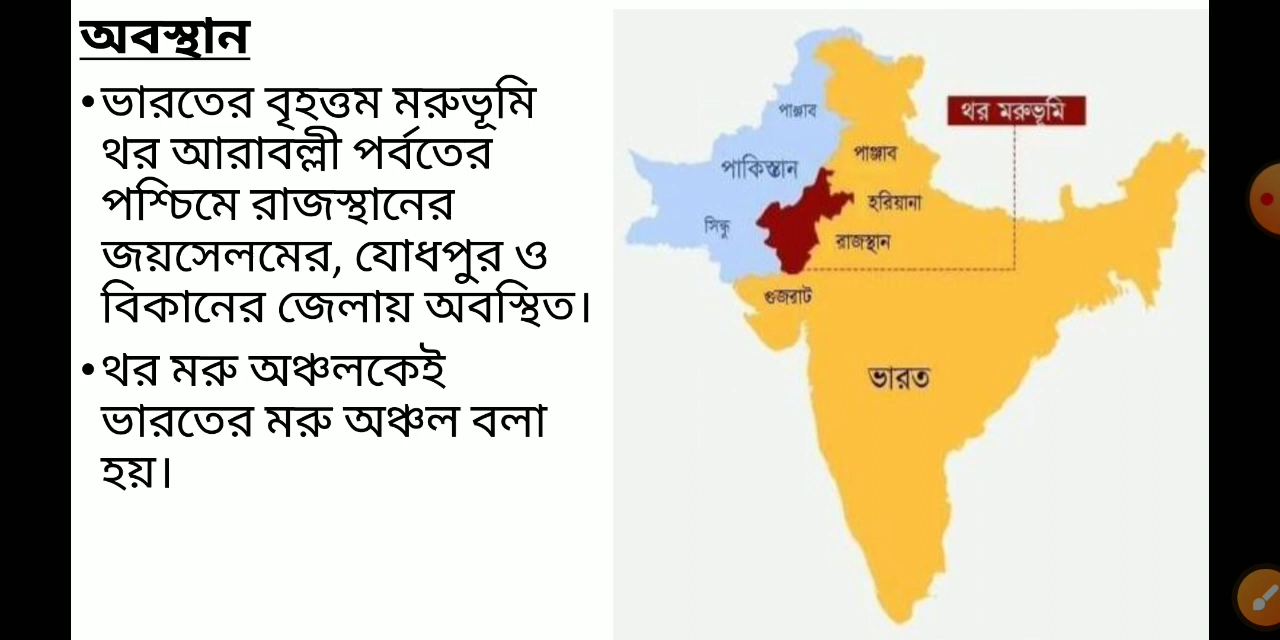 অবস্থান
•ভারতের বৃহত্তম মরুভূমি
থর আরাবল্লী পর্বতের
পশ্চিমে রাজস্থানের
জয়সেলমের, যোধপুর ও
বিকানের জেলায় অবস্থিত।
•থর মরু অঞ্চলকেই
ভারতের মরু অঞ্চল বলা
হয়।
পাঞ্জাব
থর মরুভূমি
পাঞ্জাব
পাকিস্তান
হরিয়ানা
সিন্ধু
রাজস্থান
গুজরাট
ভারত